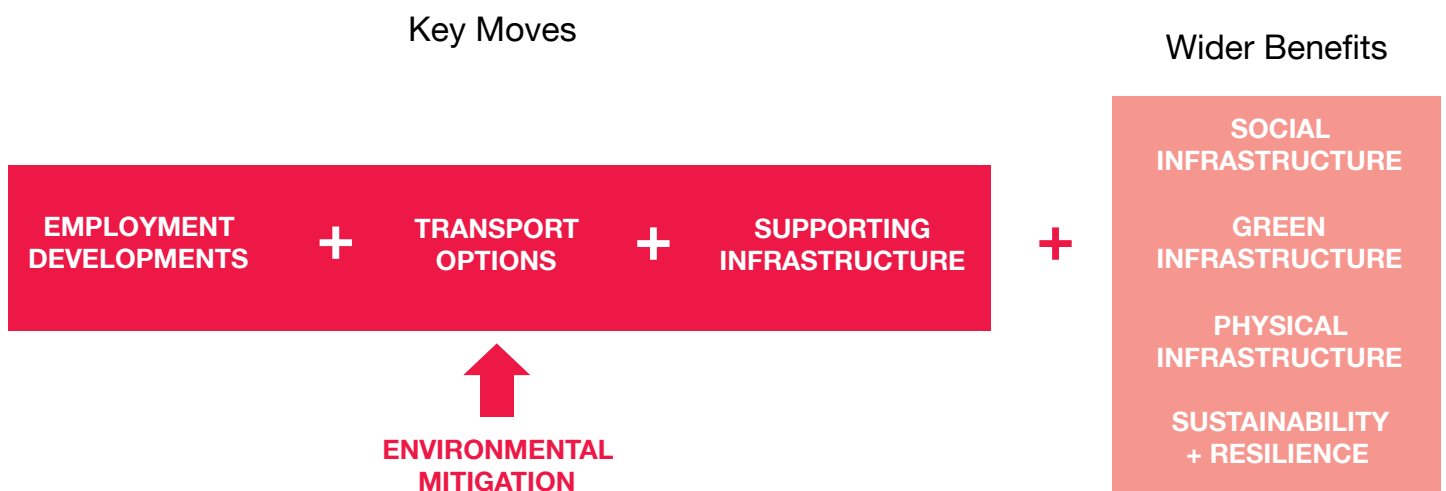 Key Moves
Wider Benefits
EMPLOYMENT
DEVELOPMENTS
+
TRANSPORT
OPTIONS
+
SUPPORTING
INFRASTRUCTURE
+
SOCIAL
INFRASTRUCTURE
GREEN
INFRASTRUCTURE
PHYSICAL
INFRASTRUCTURE
SUSTAINABILITY
+ RESILIENCE
ENVIRONMENTAL
MITIGATION